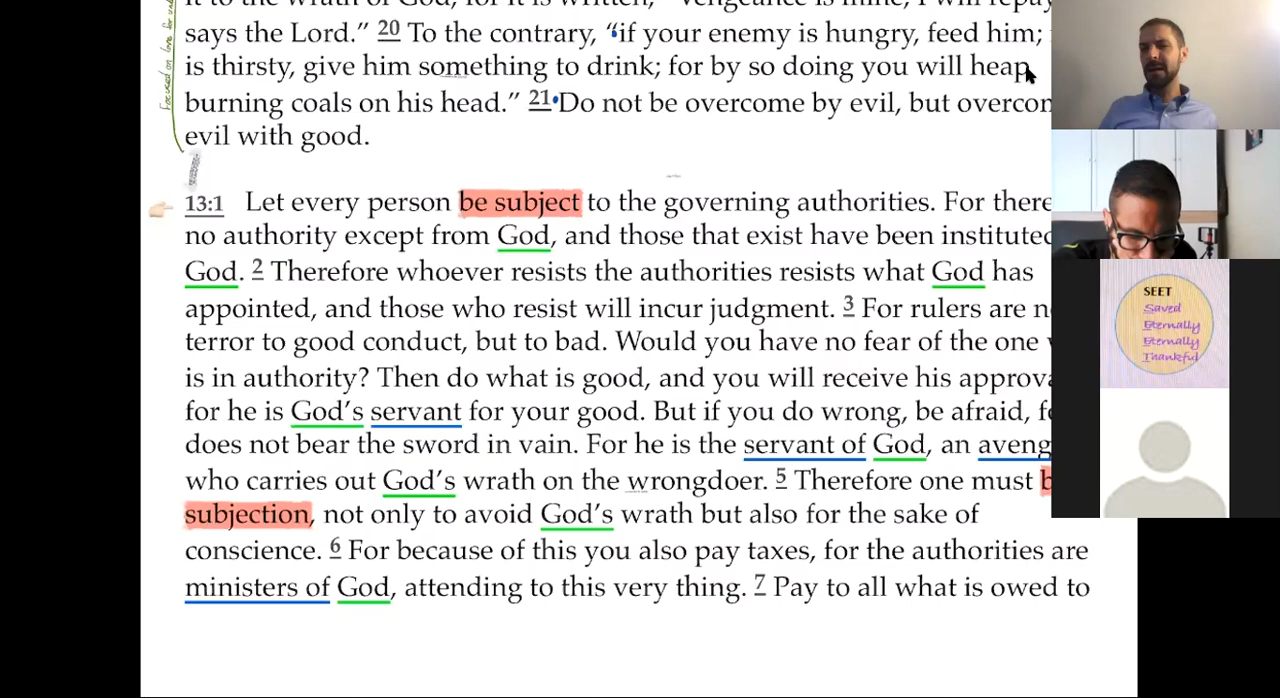 says the Lord.” 20 To the contrary, “if your enemy is hungry, feed him;
is thirsty, give him something to drink; for by so doing you will heap
burning coals on his head.” 21 Do not be overcome by evil, but
evil with good.
13:1 Let every person be subject to the governing authorities. For there
no authority except from God, and those that exist have been instituted
God. 2 Therefore whoever resists the authorities resists what God has
appointed, and those who resist will incur judgment. 3 For rulers are
terror to good conduct, but to bad. Would you have no fear of the one
is in authority? Then do what is good, and you will receive his
for he is God’s servant for your good. But if you do wrong, be afraid,
does not bear the sword in vain. For he is the servant of God, an
who carries out God’s wrath on the wrongdoer. 5 Therefore one must
subjection, not only to avoid God’s wrath but also for the sake of
conscience. 6 For because of this you also pay taxes, for the authorities are
ministers of God, attending to this very thing. 7 Pay to all what is owed to
SEET
Saved
Eternally
Eternally
Thankful